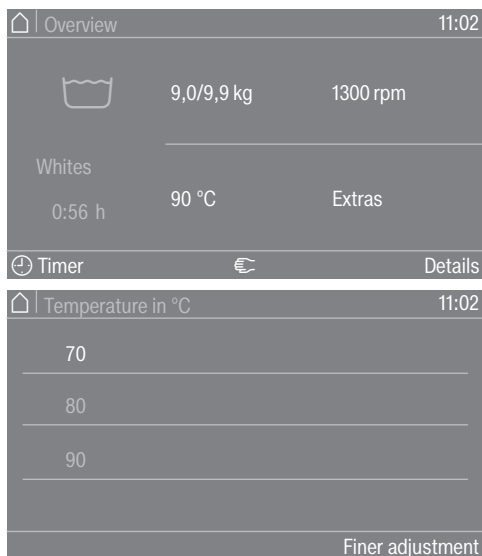 Overview 11:02
9,0/9,9 kg 1300 rpm
Whites
0:56 h
90 °C Extras
Timer Details
Temperature in °C 11:02
70
80
90
Finer adjustment